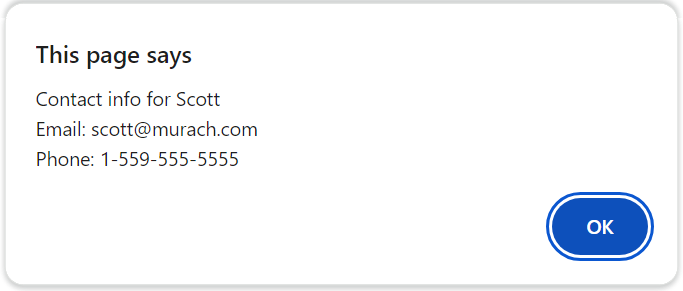 This page says
Contact info for Scott
Email: scott@murach.com
Phone: 1-559-555-5555
OK